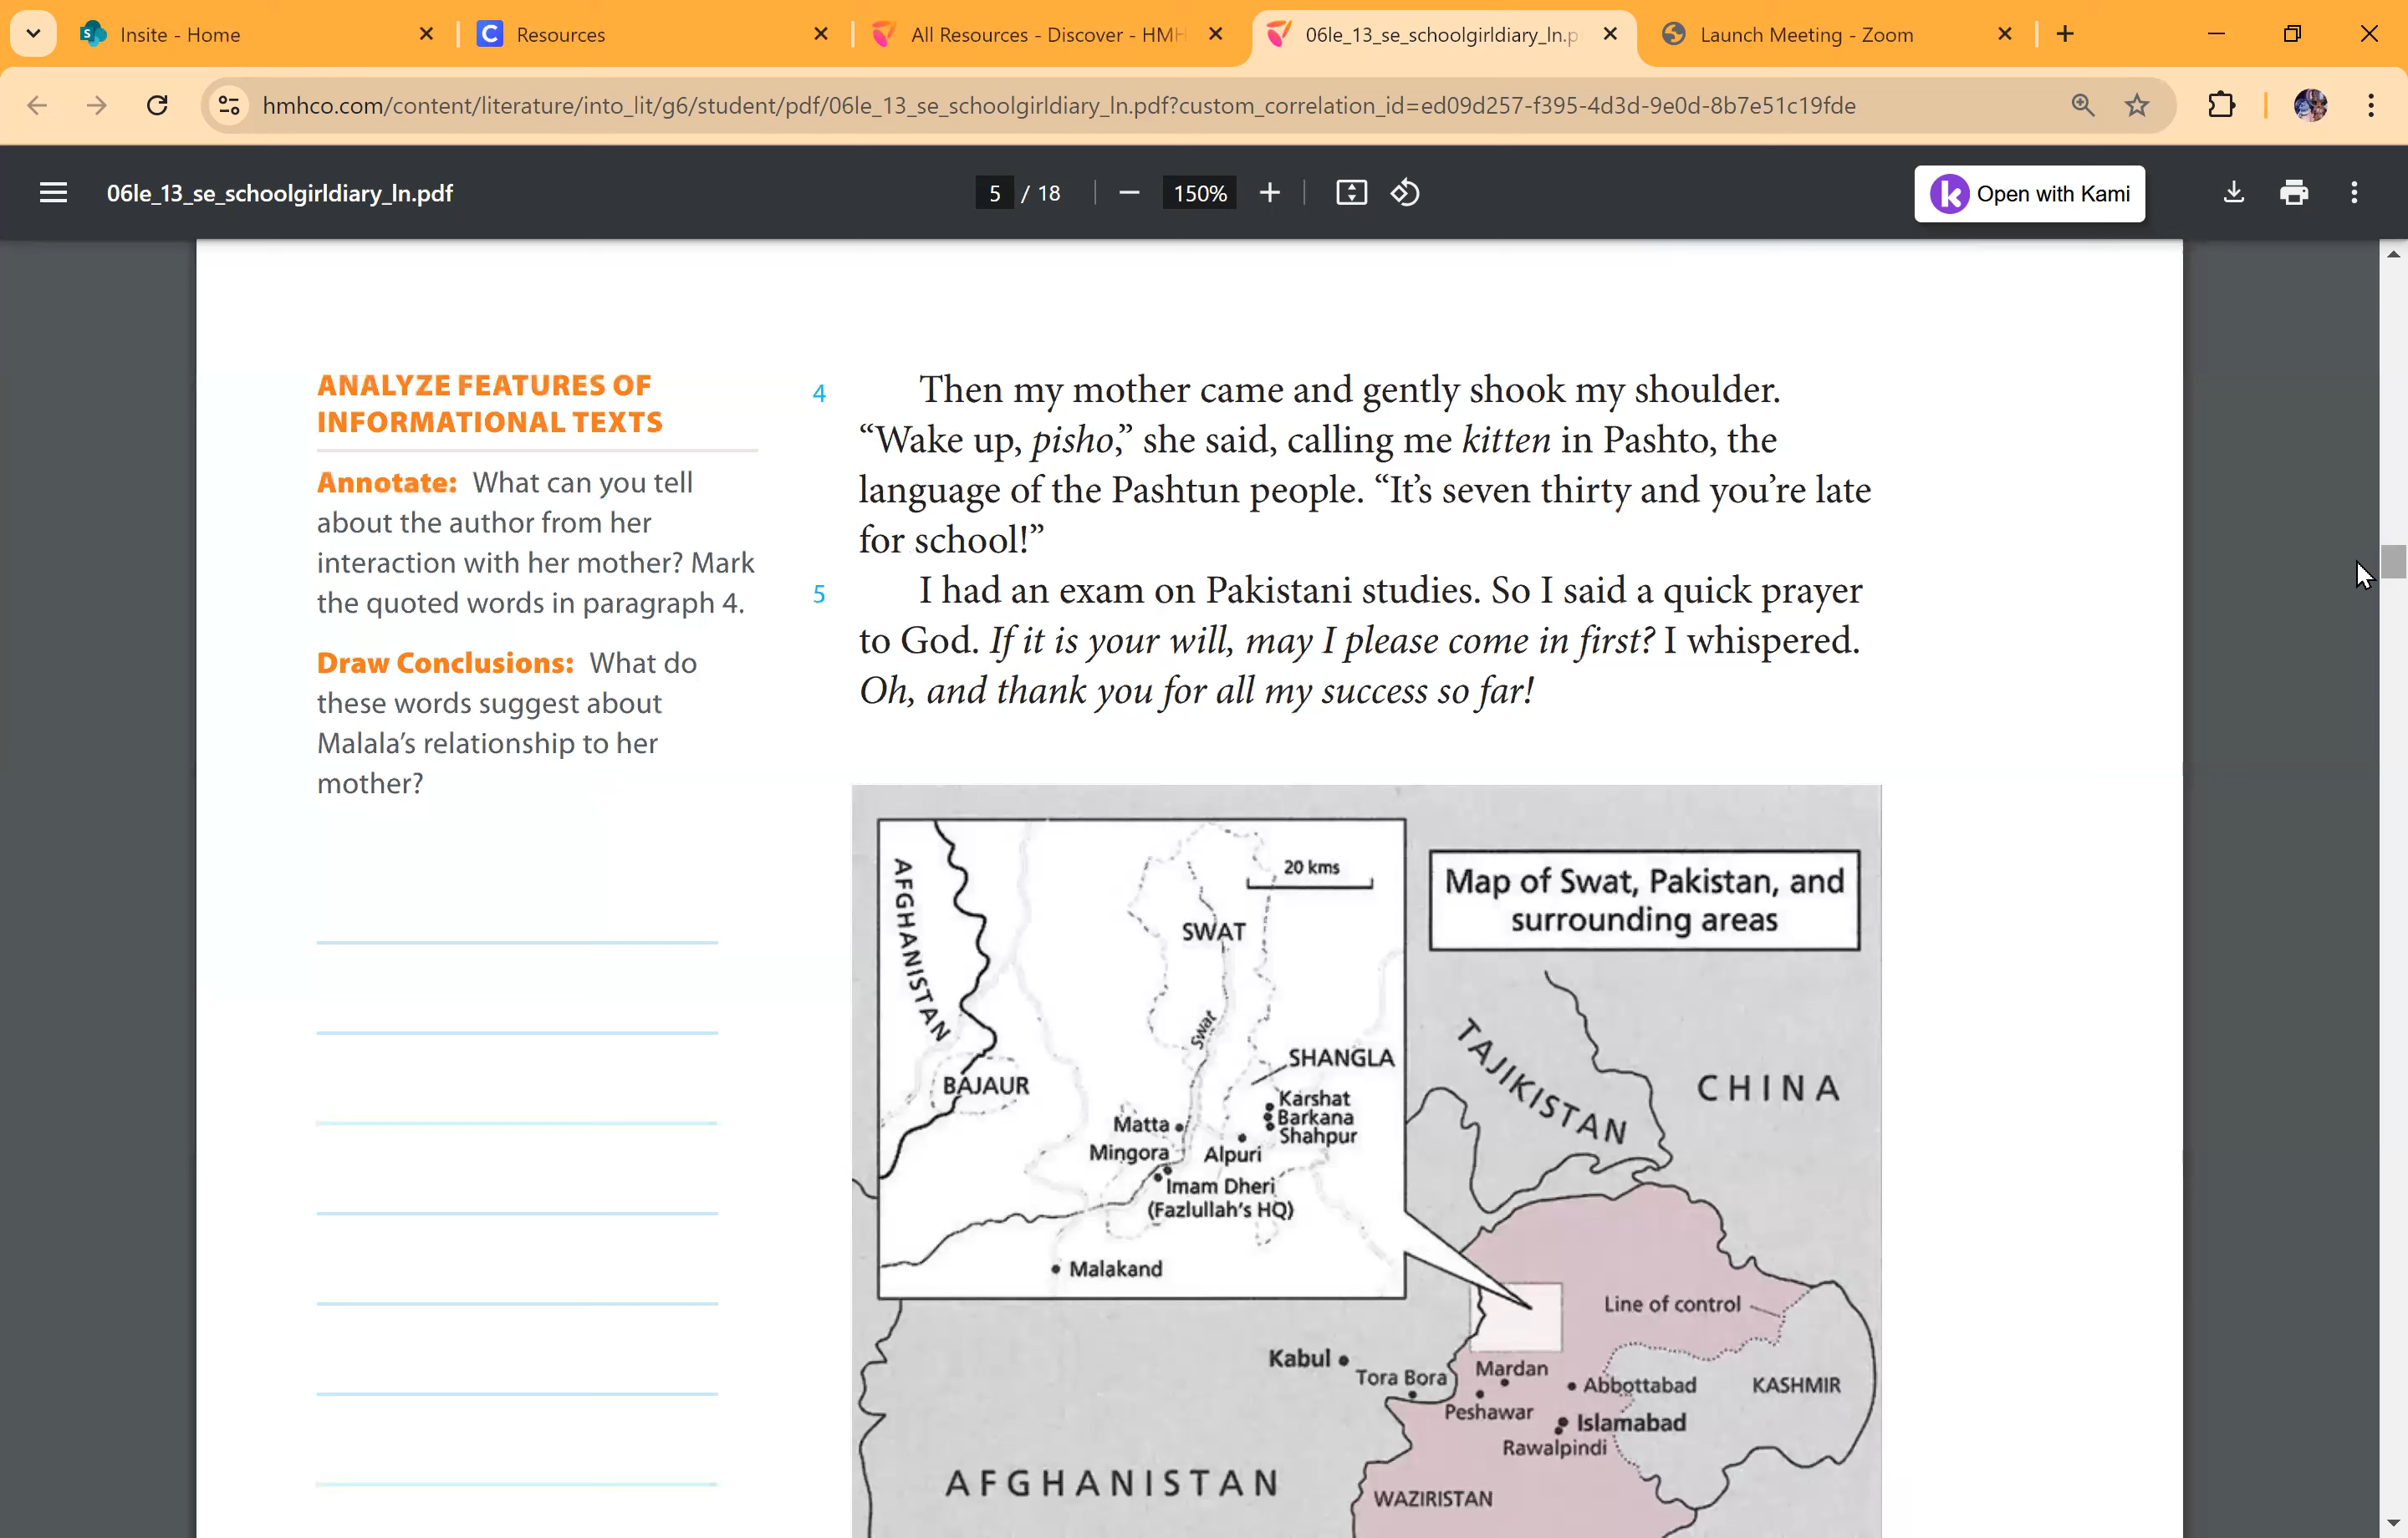 Insite - Home
Resources
All Resources - Discover - HMH
06le_13_se_schoolgirldiary_ln.p
Launch Meeting - Zoom
hmhco.com/content/literature/into_lit/g6/student/pdf/06le_13_se_schoolgirldiary_ln.pdf?custom_correlation_id=ed09d257-f395-4d3d-9e0d-8b7e51c19fde
06le_13_se_schoolgirldiary_ln.pdf
5 / 18
150%
Open with Kami
ANALYZE FEATURES OF
INFORMATIONAL TEXTS
Annotate: What can you tell
about the author from her
interaction with her mother? Mark
the quoted words in paragraph 4.
Draw Conclusions: What do
these words suggest about
Malala's relationship to her
mother?
4 Then my mother came and gently shook my shoulder.
“Wake up, pisho,” she said, calling me kitten in Pashto, the
language of the Pashtun people. “It’s seven thirty and you’re late
for school!”
5 I had an exam on Pakistani studies. So I said a quick prayer
to God. If it is your will, may I please come in first? I whispered.
Oh, and thank you for all my success so far!
Map of Swat, Pakistan, and
surrounding areas
20 kms
AFGHANISTAN
SWAT
Swat
SHANGLA
BAJAUR
Karshat
Barkana
Shahpur
Matta
Mingora
Alpuri
Imam Dheri
(Fazlullah's HQ)
Malakand
TAJIKISTAN
CHINA
Line of control
Kabul
Tora Bora
Mardan
Abbottabad
KASHMIR
Peshawar
Islamabad
Rawalpindi
AFGHANISTAN
WAZIRISTAN